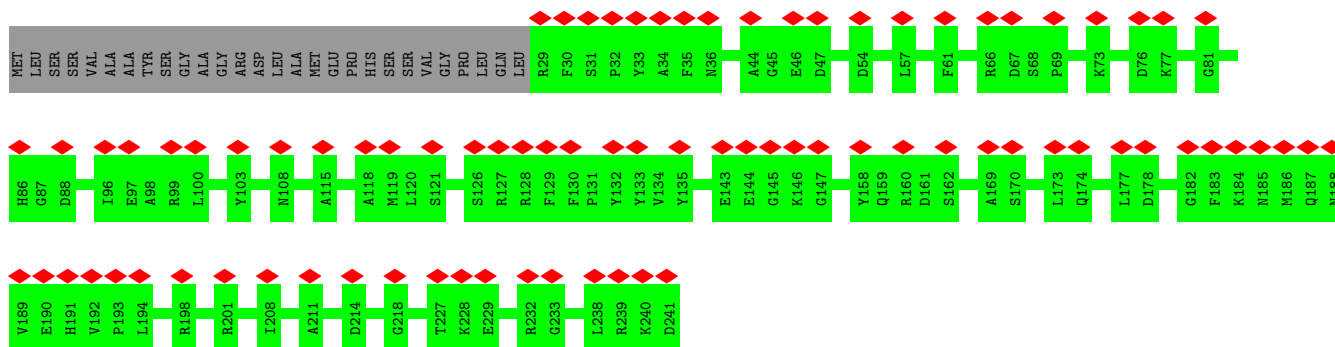 MET LEU SER SER VAL ALA ALA TYR SER GLY ALA GLY ARG ASP LEU ALA MET GLU PRO HIS SER SER VAL GLY PRO LEU GLN LEU R29 F30 S31 P32 Y33 A34 F35 N36 A44 G45 E46 D47 D54 L57 F61 R66 D67 S68 P69 K73 D76 K77 G81
H86 G87 D88 I96 E97 A98 R99 L100 Y103 N108 A115 A118 M119 L120 S121 S126 R127 R128 F129 F130 P131 Y132 Y133 V134 Y135 E143 E144 G145 K146 G147 Y158 Q159 R160 D161 S162 A169 S170 L173 Q174 L177 D178 G182 F183 K184 N185 M186 Q187 N188
V189 E190 H191 V192 P193 L194 R198 R201 I208 A211 D214 G218 T227 K228 E229 R232 G233 L238 R239 K240 D241